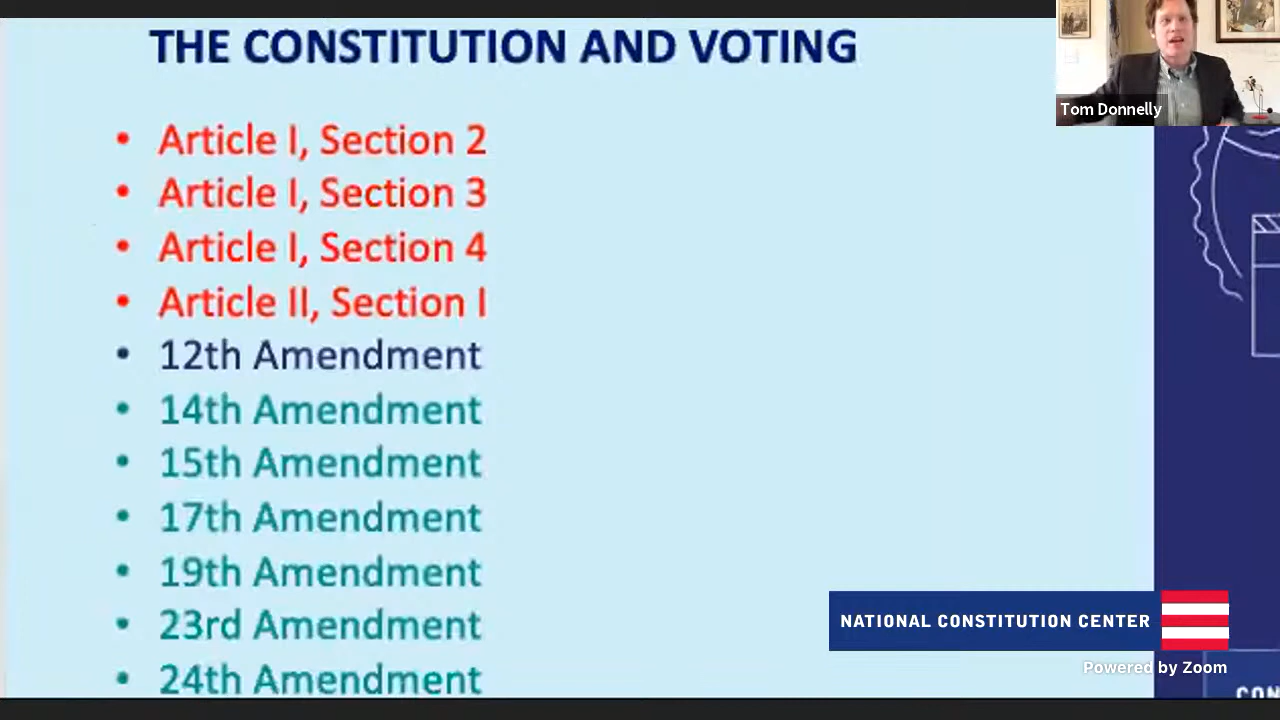 THE CONSTITUTION AND VOTING
Tom Donnelly
• Article I, Section 2
• Article I, Section 3
• Article I, Section 4
• Article II, Section I
• 12th Amendment
• 14th Amendment
• 15th Amendment
• 17th Amendment
• 19th Amendment
• 23rd Amendment
• 24th Amendment
NATIONAL CONSTITUTION CENTER
Powered by Zoom